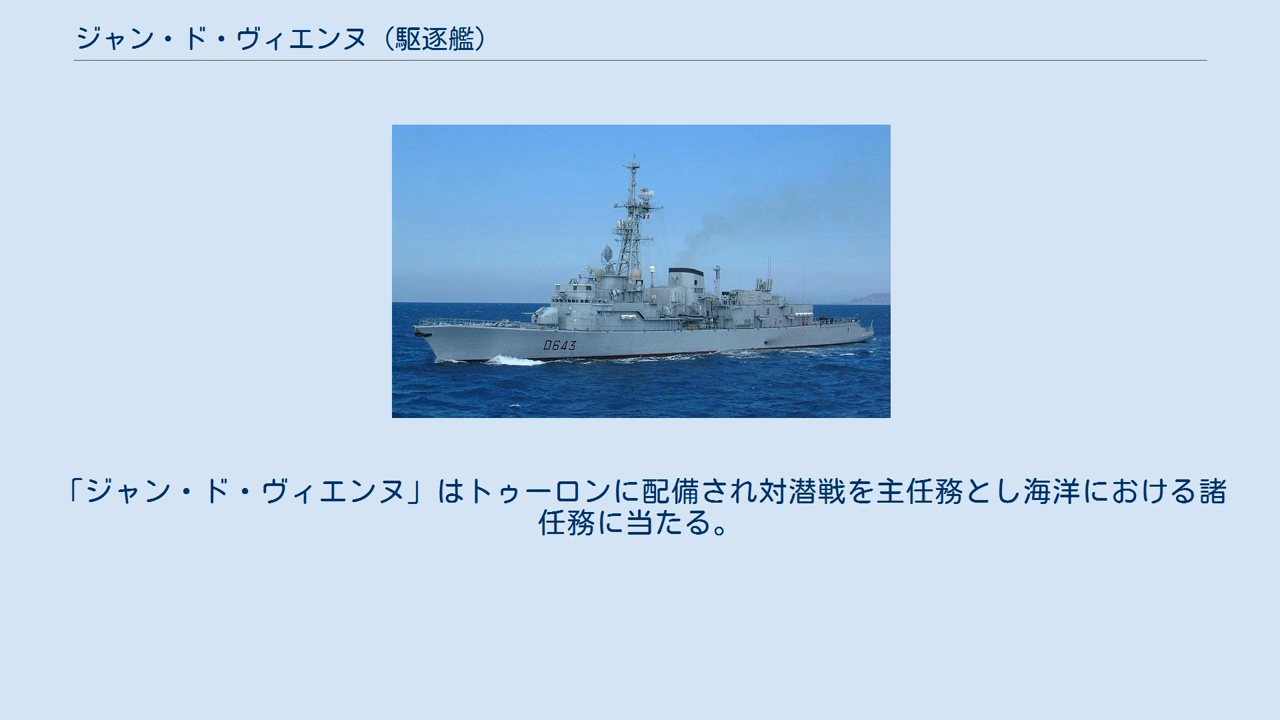 ジャン・ド・ヴィエンヌ（駆逐艦）
D643
「ジャン・ド・ヴィエンヌ」はトゥーロンに配備され対潜戦を主任務とし海洋における諸
任務に当たる。